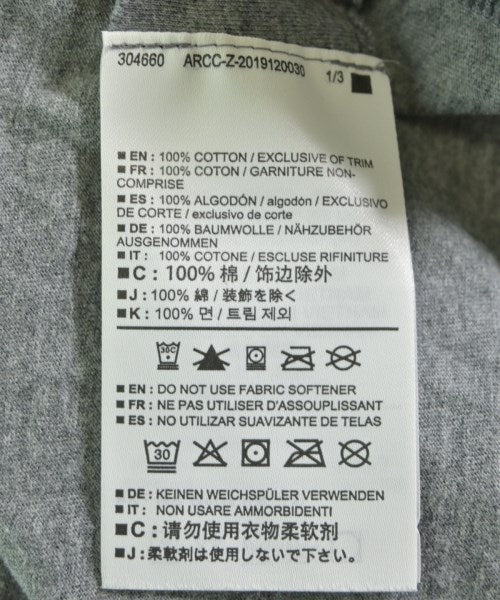 304660 ARCC-Z-2019120030 1/3
EN : 100% COTTON / EXCLUSIVE OF TRIM
FR : 100% COTON / GARNITURE NON-
COMPRISE
ES : 100% ALGODÓN / algodón / EXCLUSIVO
DE CORTE / exclusivo de corte
DE : 100% BAUMWOLLE / NÄHZUBEHÖR
AUSGENOMMEN
IT : 100% COTONE / ESCLUSE RIFINITURE
C : 100% 棉 / 饰边除外
J : 100% 綿 / 装飾を除く
K : 100% 면 / 트림 제외
30C
EN : DO NOT USE FABRIC SOFTENER
FR : NE PAS UTILISER D'ASSOUPLISSANT
ES : NO UTILIZAR SUAVIZANTE DE TELAS
30
DE : KEINEN WEICHSPÜLER VERWENDEN
IT : NON USARE AMMORBIDENTI
C : 请勿使用衣物柔软剂
J : 柔軟剤は使用しないで下さい。